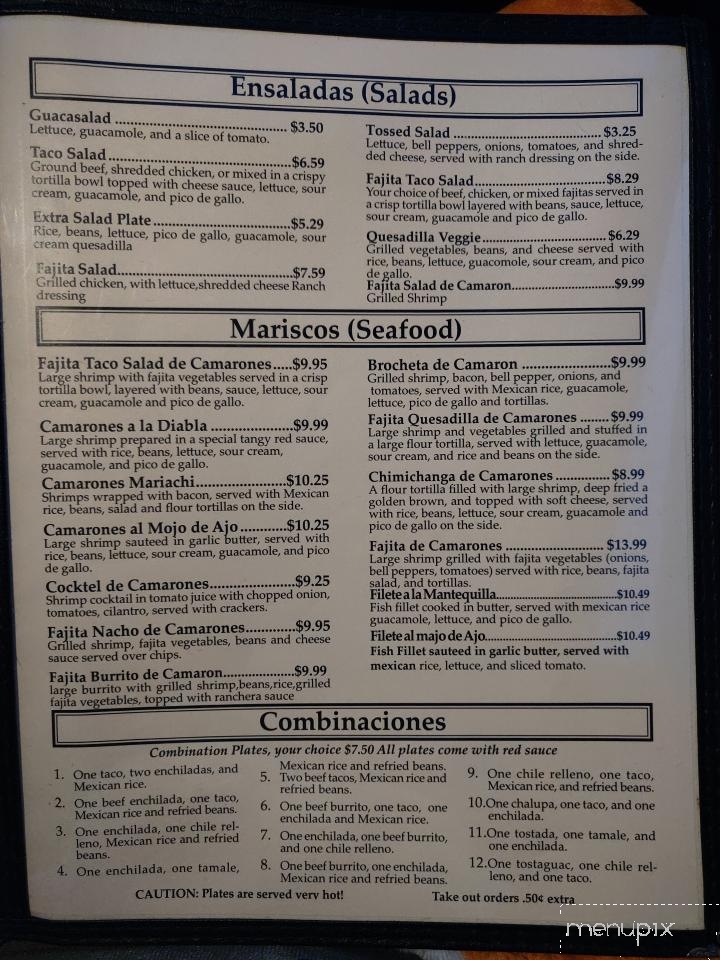 Ensaladas (Salads)
Guacasalad ............................................ $3.50
Lettuce, guacamole, and a slice of tomato.
Taco Salad..............................................$6.59
Ground beef, shredded chicken, or mixed in a crispy
tortilla bowl topped with cheese sauce, lettuce, sour
cream, guacamole, and pico de gallo.
Extra Salad Plate...................................$5.29
Rice, beans, lettuce, pico de gallo, guacamole, sour
cream quesadilla
Fajita Salad............................................$7.59
Grilled chicken, with lettuce,shredded cheese Ranch
dressing
Tossed Salad ......................................$3.25
Lettuce, bell peppers, onions, tomatoes, and shred-
ded cheese, served with ranch dressing on the side.
Fajita Taco Salad..................................$8.29
Your choice of beef, chicken, or mixed fajitas served in
a crisp tortilla bowl layered with beans, sauce, lettuce,
sour cream, guacamole and pico de gallo.
Quesadilla Veggie............................... $6.29
Grilled vegetables, beans, and cheese served with
rice, beans, lettuce, guacomole, sour cream, and pico
de gallo.
Fajita Salad de Camaron.................................$9.99
Grilled Shrimp
Mariscos (Seafood)
Fajita Taco Salad de Camarones.....$9.95
Large shrimp with fajita vegetables served in a crisp
tortilla bowl, layered with beans, sauce, lettuce, sour
cream, guacamole and pico de gallo.
Camarones a la Diabla .....................$9.99
Large shrimp prepared in a special tangy red sauce,
served with rice, beans, lettuce, sour cream,
guacamole, and pico de gallo.
Camarones Mariachi.......................$10.25
Shrimps wrapped with bacon, served with Mexican
rice, beans, salad and flour tortillas on the side.
Camarones al Mojo de Ajo............$10.25
Large shrimp sauteed in garlic butter, served with
rice, beans, lettuce, sour cream, guacamole, and pico
de gallo.
Cocktel de Camarones......................$9.25
Shrimp cocktail in tomato juice with chopped onion,
tomatoes, cilantro, served with crackers.
Fajita Nacho de Camarones.............$9.95
Grilled shrimp, fajita vegetables, beans and cheese
sauce served over chips.
Fajita Burrito de Camaron...................$9.99
large burrito with grilled shrimp,beans,rice,grilled
fajita vegetables, topped with ranchera sauce
Brocheta de Camaron .......................$9.99
Grilled shrimp, bacon, bell pepper, onions, and
tomatoes, served with Mexican rice, guacamole,
lettuce, pico de gallo and tortillas.
Fajita Quesadilla de Camarones ........$9.99
Large shrimp and vegetables grilled and stuffed in
a large flour tortilla, served with lettuce, guacamole,
sour cream, and rice and beans on the side.
Chimichanga de Camarones ..............$8.99
A flour tortilla filled with large shrimp, deep fried a
golden brown, and topped with soft cheese, served
with rice, beans, lettuce, sour cream, guacamole and
pico de gallo on the side.
Fajita de Camarones ......................... $13.99
Large shrimp grilled with fajita vegetables (onions,
bell peppers, tomatoes) served with rice, beans, fajita
salad, and tortillas.
Filete a la Mantequilla...................................$10.49
Fish fillet cooked in butter, served with mexican rice
guacamole, lettuce, and pico de gallo.
Filete al majo de Ajo......................................$10.49
Fish Fillet sauteed in garlic butter, served with
mexican rice, lettuce, and sliced tomato.
Combinaciones
Combination Plates, your choice $7.50 All plates come with red sauce
1. One taco, two enchiladas, and
Mexican rice.
2. One beef enchilada, one taco,
Mexican rice and refried beans.
3. One enchilada, one chile rel-
leno, Mexican rice and refried
beans.
4. One enchilada, one tamale,
Mexican rice and refried beans.
5. Two beef tacos, Mexican rice and
refried beans.
6. One beef burrito, one taco, one
enchilada and Mexican rice.
7. One enchilada, one beef burrito,
and one chile relleno.
8. One beef burrito, one enchilada,
Mexican rice and refried beans.
9. One chile relleno, one taco,
Mexican rice, and refried beans.
10.One chalupa, one taco, and one
enchilada.
11.One tostada, one tamale, and
one enchilada.
12.One tostaguac, one chile rel-
leno, and one taco.
CAUTION: Plates are served very hot!
Take out orders .50¢ extra
menupix